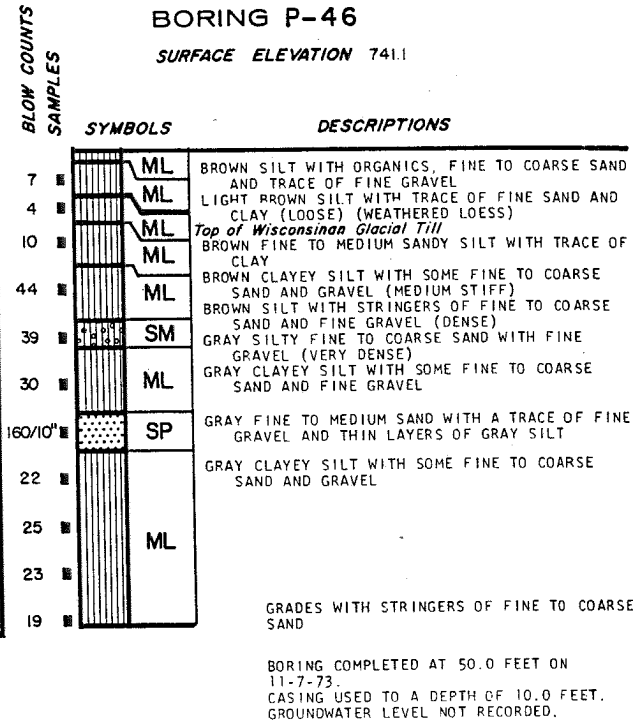 BORING P-46
SURFACE ELEVATION 741.1
BLOW COUNTS
SAMPLES
SYMBOLS
DESCRIPTIONS
ML
BROWN SILT WITH ORGANICS, FINE TO COARSE SAND
AND TRACE OF FINE GRAVEL
7
ML
LIGHT BROWN SILT WITH TRACE OF FINE SAND AND
CLAY (LOOSE) (WEATHERED LOESS)
4
Top of Wisconsinan Glacial Till
ML
BROWN FINE TO MEDIUM SANDY SILT WITH TRACE OF
CLAY
10
ML
BROWN CLAYEY SILT WITH SOME FINE TO COARSE
SAND AND GRAVEL (MEDIUM STIFF)
44
ML
BROWN SILT WITH STRINGERS OF FINE TO COARSE
SAND AND FINE GRAVEL (DENSE)
39
SM
GRAY SILTY FINE TO COARSE SAND WITH FINE
GRAVEL (VERY DENSE)
30
ML
GRAY CLAYEY SILT WITH SOME FINE TO COARSE
SAND AND FINE GRAVEL
160/10"
SP
GRAY FINE TO MEDIUM SAND WITH A TRACE OF FINE
GRAVEL AND THIN LAYERS OF GRAY SILT
22
GRAY CLAYEY SILT WITH SOME FINE TO COARSE
SAND AND GRAVEL
25
ML
23
19
GRADES WITH STRINGERS OF FINE TO COARSE
SAND
BORING COMPLETED AT 50.0 FEET ON
11-7-73.
CASING USED TO A DEPTH OF 10.0 FEET.
GROUNDWATER LEVEL NOT RECORDED.